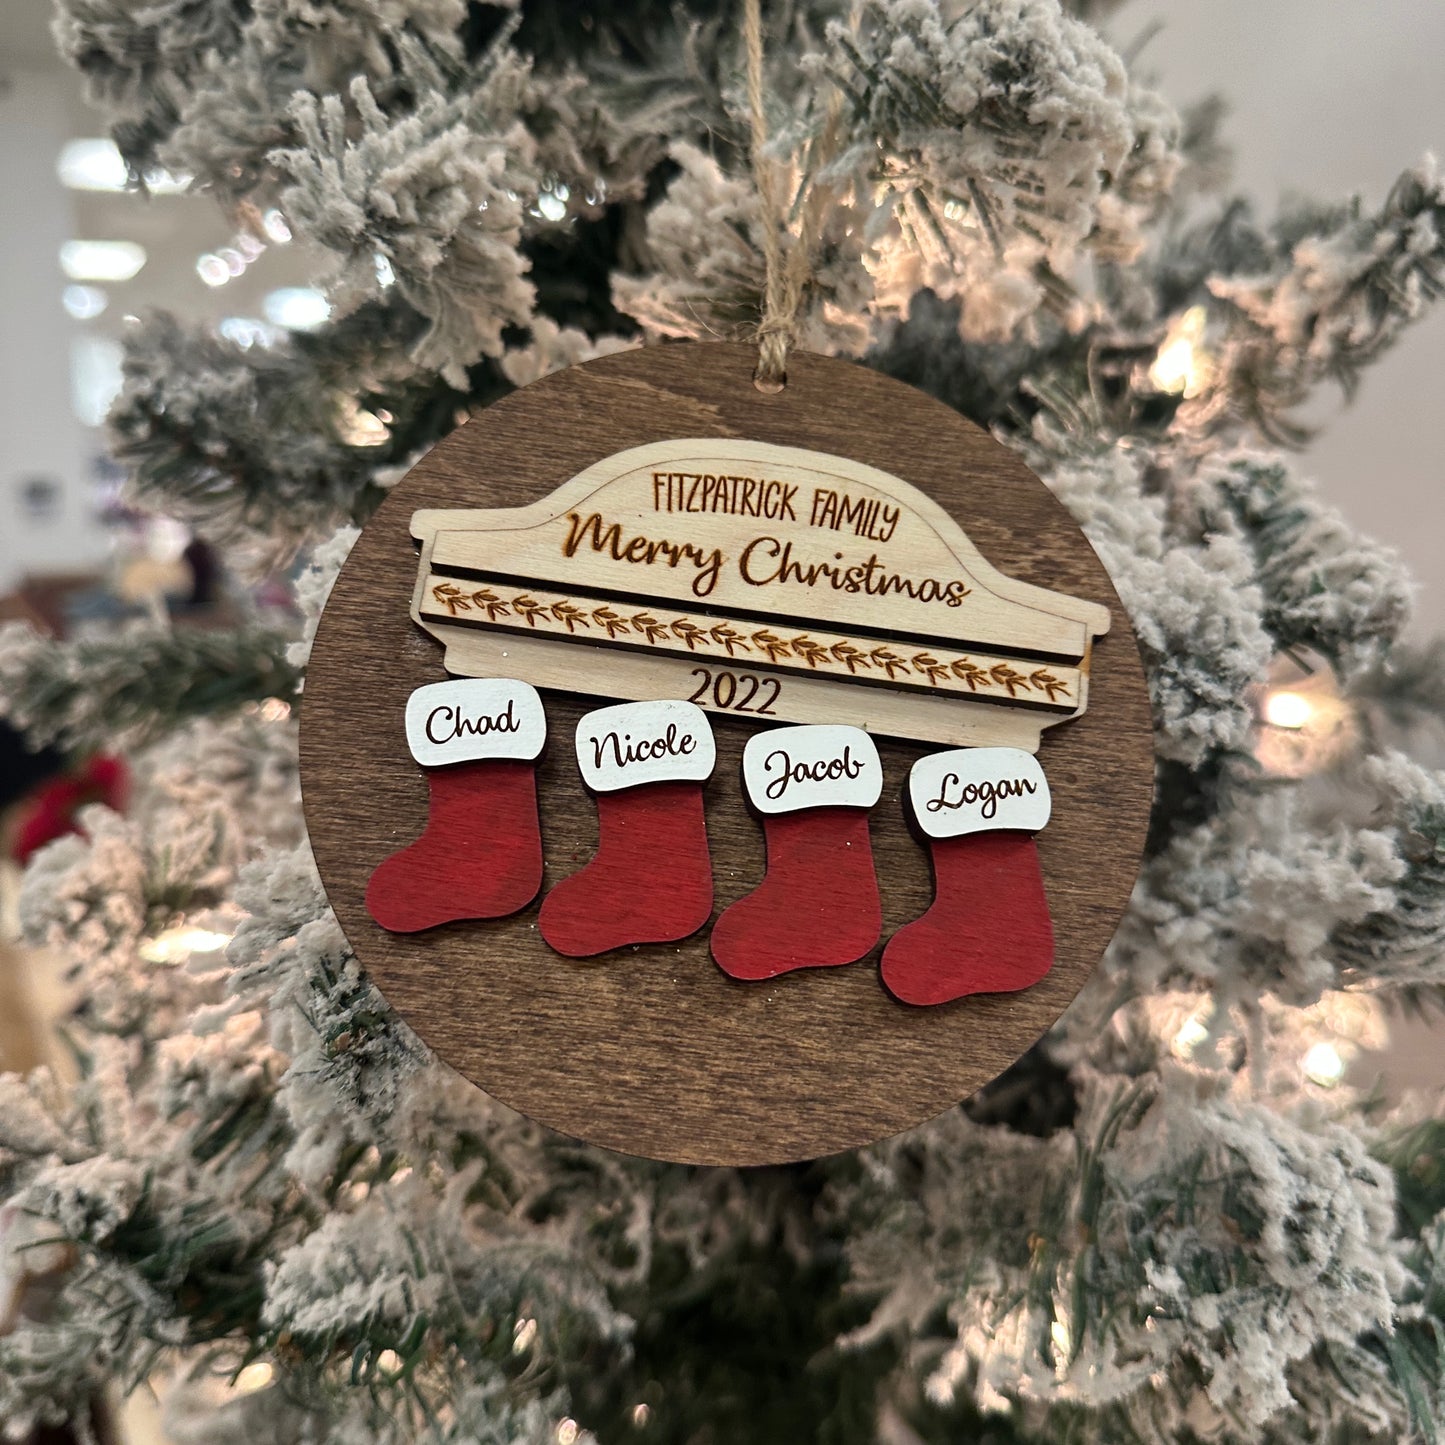 FITZPATRICK FAMILY
Merry Christmas
2022
Chad
Nicole
Jacob
Logan